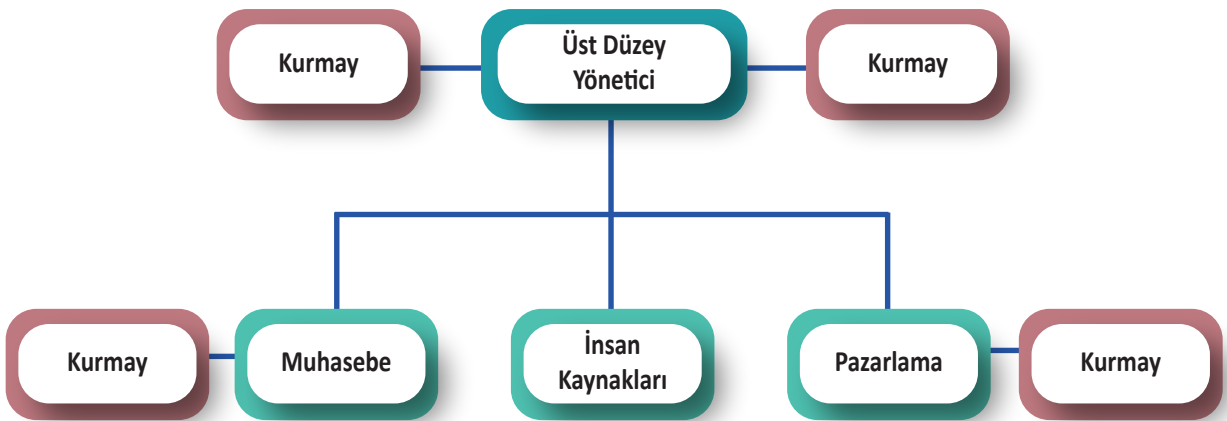 Kurmay
Üst Düzey
Yönetici
Kurmay
Kurmay
Muhasebe
İnsan
Kaynakları
Pazarlama
Kurmay